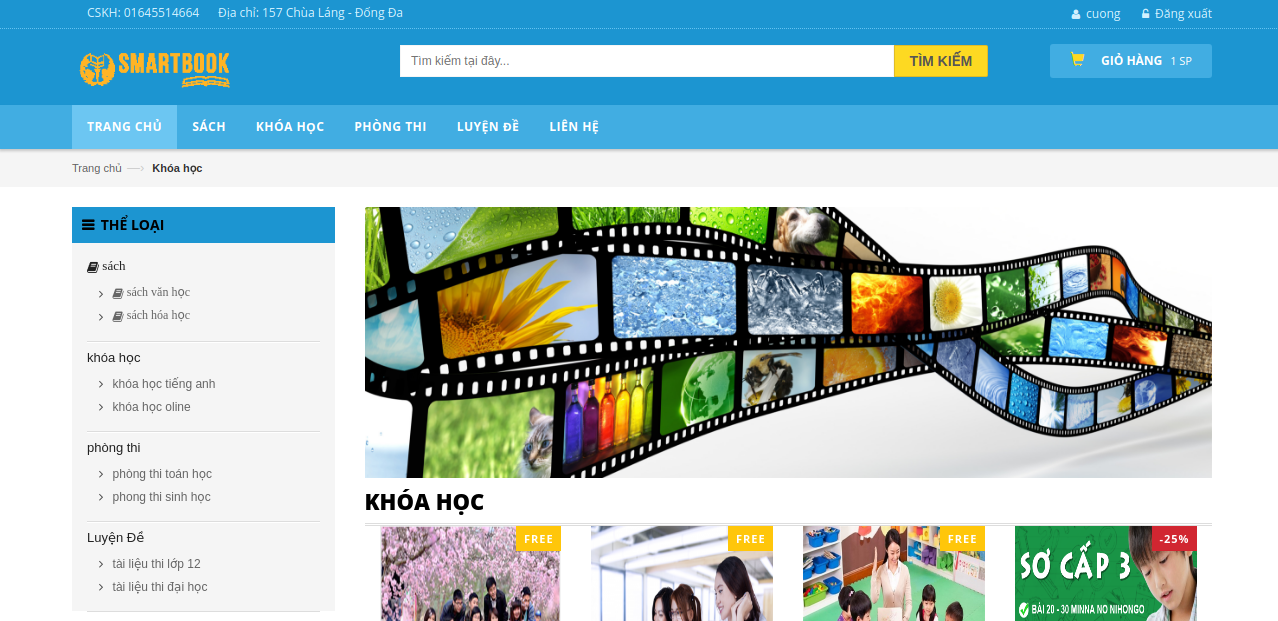 CSKH: 01645514664 Địa chỉ: 157 Chùa Láng - Đống Đa cuong Đăng xuất
SMARTBOOK Tìm kiếm tại đây... TÌM KIẾM GIỎ HÀNG 1 SP
TRANG CHỦ SÁCH KHÓA HỌC PHÒNG THI LUYỆN ĐỀ LIÊN HỆ
Trang chủ Khóa học
THỂ LOẠI
sách
sách văn học
sách hóa học
khóa học
khóa học tiếng anh
khóa học oline
phòng thi
phòng thi toán học
phong thi sinh học
Luyện Đề
tài liệu thi lớp 12
tài liệu thi đại học
KHÓA HỌC
FREE FREE FREE -25%
SƠ CẤP 3
BÀI 20 - 30 MINNA NO NIHONGO